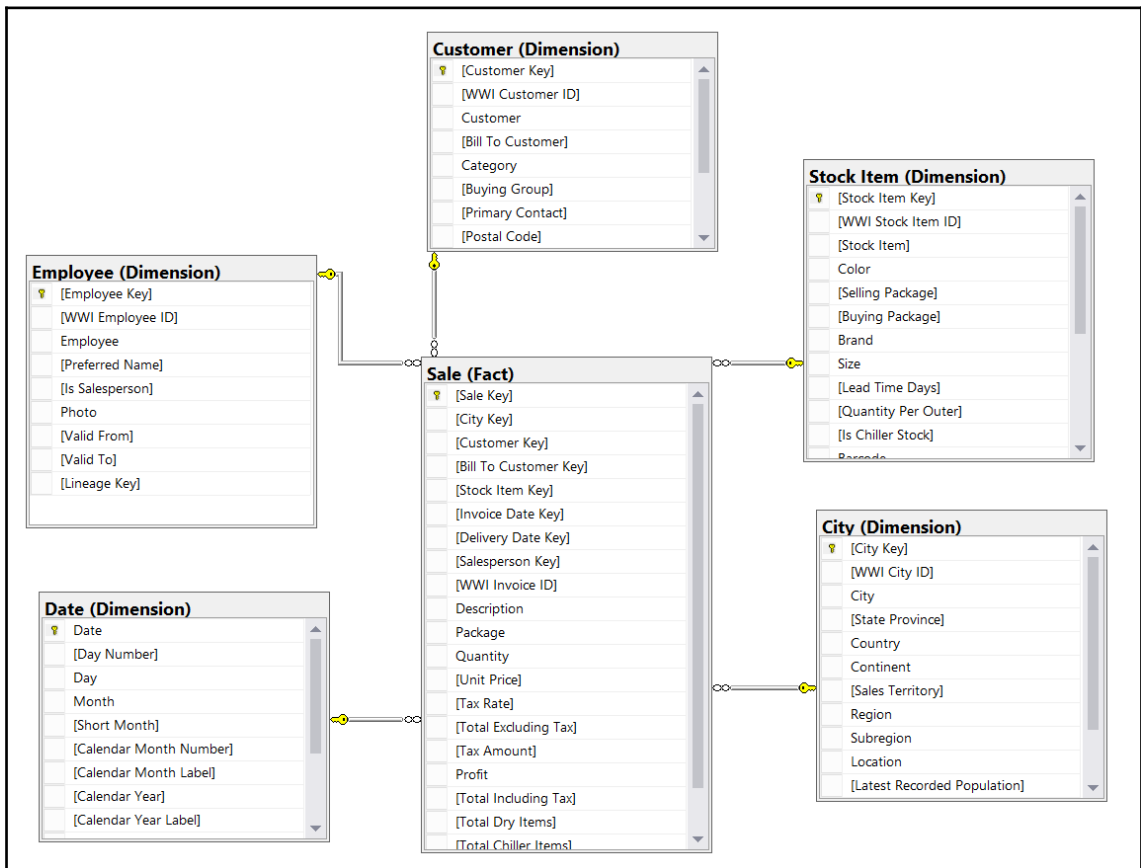 Customer (Dimension)
[Customer Key]
[WWI Customer ID]
Customer
[Bill To Customer]
Category
[Buying Group]
[Primary Contact]
[Postal Code]
Stock Item (Dimension)
[Stock Item Key]
[WWI Stock Item ID]
[Stock Item]
Color
[Selling Package]
[Buying Package]
Brand
Size
[Lead Time Days]
[Quantity Per Outer]
[Is Chiller Stock]
Barcode
Employee (Dimension)
[Employee Key]
[WWI Employee ID]
Employee
[Preferred Name]
[Is Salesperson]
Photo
[Valid From]
[Valid To]
[Lineage Key]
Sale (Fact)
[Sale Key]
[City Key]
[Customer Key]
[Bill To Customer Key]
[Stock Item Key]
[Invoice Date Key]
[Delivery Date Key]
[Salesperson Key]
[WWI Invoice ID]
Description
Package
Quantity
[Unit Price]
[Tax Rate]
[Total Excluding Tax]
[Tax Amount]
Profit
[Total Including Tax]
[Total Dry Items]
[Total Chiller Items]
City (Dimension)
[City Key]
[WWI City ID]
City
[State Province]
Country
Continent
[Sales Territory]
Region
Subregion
Location
[Latest Recorded Population]
Date (Dimension)
Date
[Day Number]
Day
Month
[Short Month]
[Calendar Month Number]
[Calendar Month Label]
[Calendar Year]
[Calendar Year Label]